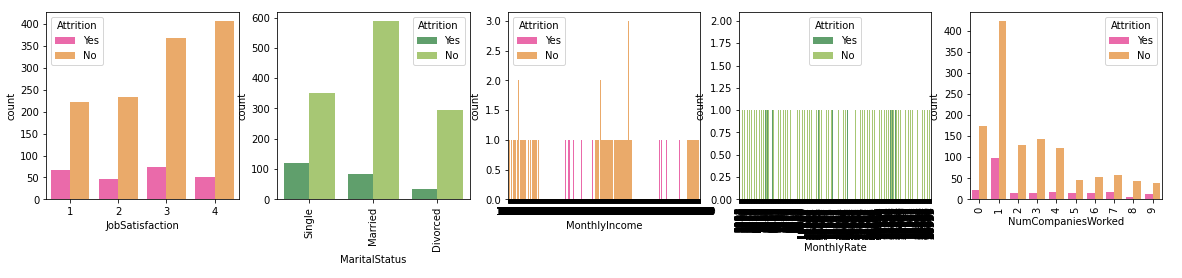 400
350
300
250
200
150
100
50
0
count
Attrition
Yes
No
1 2 3 4
JobSatisfaction
600
500
400
300
200
100
0
count
Attrition
Yes
No
Single Married Divorced
MaritalStatus
3.0
2.5
2.0
1.5
1.0
0.5
0.0
count
Attrition
Yes
No
MonthlyIncome
2.00
1.75
1.50
1.25
1.00
0.75
0.50
0.25
0.00
count
Attrition
Yes
No
MonthlyRate
400
350
300
250
200
150
100
50
0
count
Attrition
Yes
No
0 1 2 3 4 5 6 7 8 9
NumCompaniesWorked